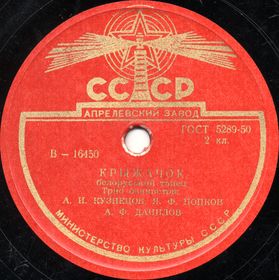 СССР
АПРЕЛЕВСКИЙ ЗАВОД
ГОСТ 5289-50
2 кл.
В – 16450
КРЫЖАЧОК,
белорусский танец
Трио баянистов:
А. И. КУЗНЕЦОВ, Я. Ф. ПОПКОВ
А. Ф. ДАНИЛОВ
МИНИСТЕРСТВО КУЛЬТУРЫ СССР